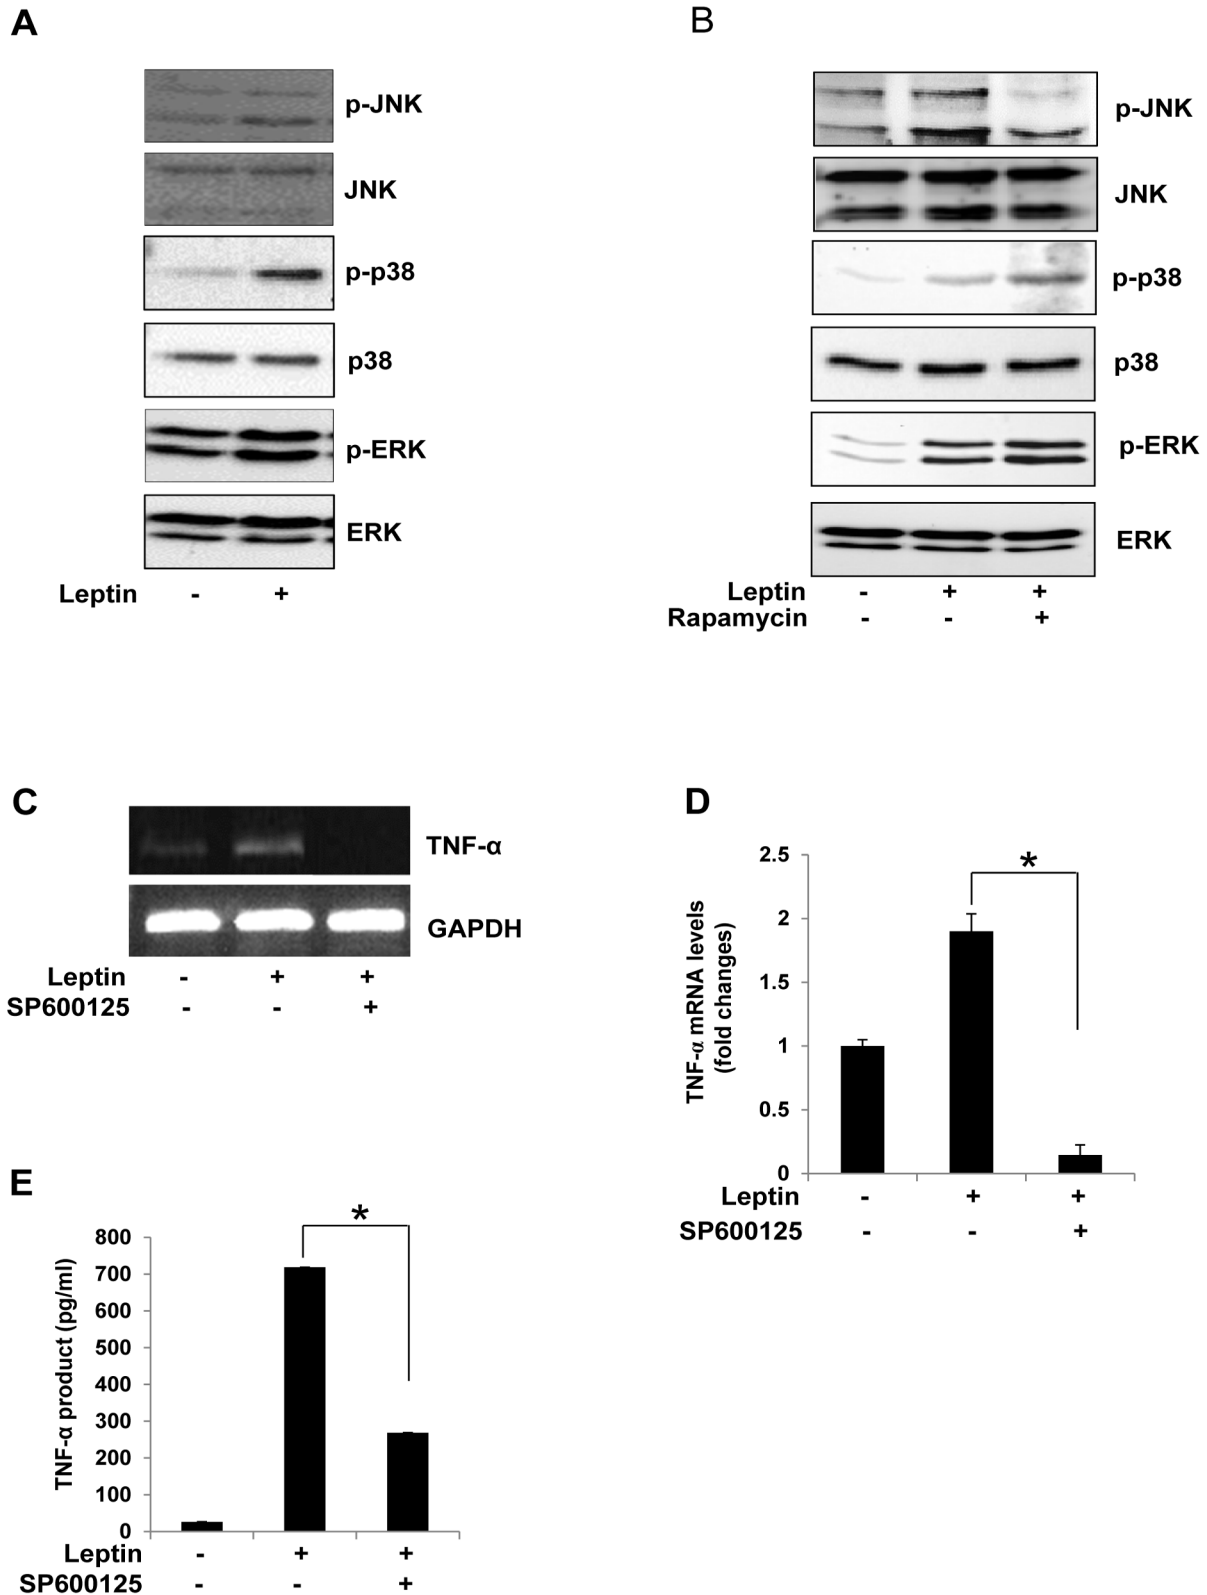 A
p-JNK
JNK
p-p38
p38
p-ERK
ERK
Leptin - +
B
p-JNK
JNK
p-p38
p38
p-ERK
ERK
Leptin - + +
Rapamycin - - +
C
TNF-α
GAPDH
Leptin - + +
SP600125 - - +
D
TNF-α mRNA levels
(fold changes)
2.5
2
1.5
1
0.5
0
*
Leptin - + +
SP600125 - - +
E
TNF-α product (pg/ml)
800
700
600
500
400
300
200
100
0
*
Leptin - + +
SP600125 - - +